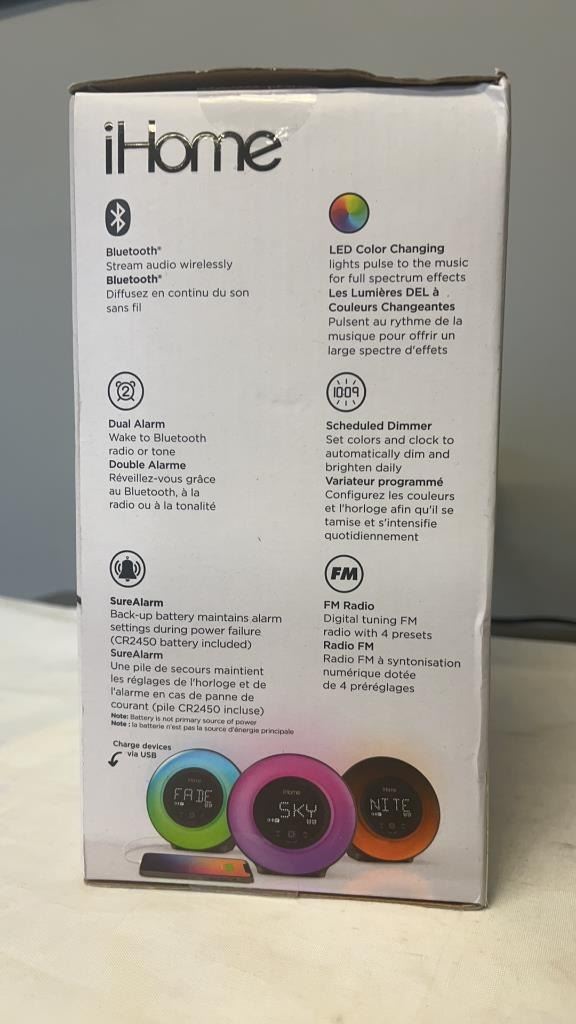 iHome
Bluetooth®
Stream audio wirelessly
Bluetooth®
Diffusez en continu du son
sans fil
LED Color Changing
lights pulse to the music
for full spectrum effects
Les Lumières DEL à
Couleurs Changeantes
Pulsent au rythme de la
musique pour offrir un
large spectre d'effets
2
Dual Alarm
Wake to Bluetooth
radio or tone
Double Alarme
Réveillez-vous grâce
au Bluetooth, à la
radio ou à la tonalité
10:09
Scheduled Dimmer
Set colors and clock to
automatically dim and
brighten daily
Variateur programmé
Configurez les couleurs
et l'horloge afin qu'il se
tamise et s'intensifie
quotidiennement
SureAlarm
Back-up battery maintains alarm
settings during power failure
(CR2450 battery included)
SureAlarm
Une pile de secours maintient
les réglages de l'horloge et de
l'alarme en cas de panne de
courant (pile CR2450 incluse)
Note: Battery is not primary source of power
Note : la batterie n'est pas la source d'énergie principale
FM
FM Radio
Digital tuning FM
radio with 4 presets
Radio FM
Radio FM à syntonisation
numérique dotée
de 4 préréglages
Charge devices
via USB
iHome
FADE
iHome
SKY
iHome
NITE